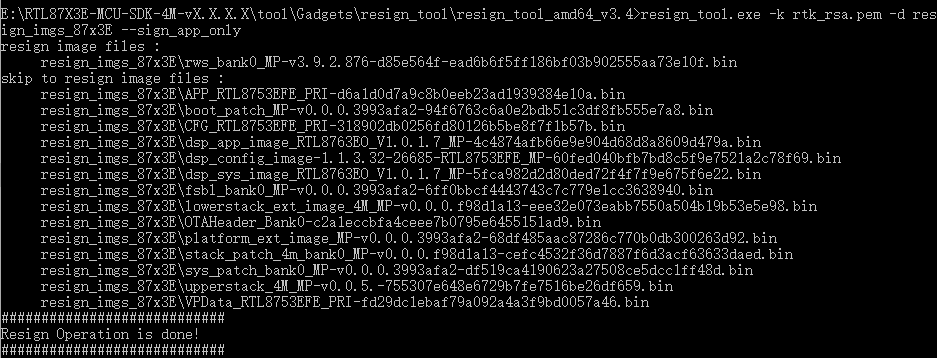 E:\RTL87X3E-MCU-SDK-4M-vX.X.X.X\tool\Gadgets\resign_tool\resign_tool_amd64_v3.4>resign_tool.exe -k rtk_rsa.pem -d res
ign_imgs_87x3E --sign_app_only
resign image files :
resign_imgs_87x3E\rws_bank0_MP-v3.9.2.876-d85e564f-ead6b6f5ff186bf03b902555aa73e10f.bin
skip to resign image files :
resign_imgs_87x3E\APP_RTL8753EFE_PRI-d6a1d0d7a9c8b0eeb23ad1939384e10a.bin
resign_imgs_87x3E\boot_patch_MP-v0.0.0.3993afa2-94f6763c6a0e2bdb51c3df8fb555e7a8.bin
resign_imgs_87x3E\CFG_RTL8753EFE_PRI-318902db0256fd80126b5be8f7f1b57b.bin
resign_imgs_87x3E\dsp_app_image_RTL8763EO_V1.0.1.7_MP-4c4874afb66e9e904d68d8a8609d479a.bin
resign_imgs_87x3E\dsp_config_image-1.1.3.32-26685-RTL8753EFE_MP-60fed040bfb7bd8c5f9e7521a2c78f69.bin
resign_imgs_87x3E\dsp_sys_image_RTL8763EO_V1.0.1.7_MP-5fca982d2d80ded72f4f7f9e675f6e22.bin
resign_imgs_87x3E\fsbl_bank0_MP-v0.0.0.3993afa2-6ff0bbcf4443743c7c779e1cc3638940.bin
resign_imgs_87x3E\lowerstack_ext_image_4M_MP-v0.0.0.f98d1a13-eee32e073eabb7550a504b19b53e5e98.bin
resign_imgs_87x3E\OTAHeader_Bank0-c2a1eccbfa4ceee7b0795e6455151ad9.bin
resign_imgs_87x3E\platform_ext_image_MP-v0.0.0.3993afa2-68df485aac87286c770b0db300263d92.bin
resign_imgs_87x3E\stack_patch_4m_bank0_MP-v0.0.0.f98d1a13-cefc4532f36d7887f6d3acf63633daed.bin
resign_imgs_87x3E\sys_patch_bank0_MP-v0.0.0.3993afa2-df519ca4190623a27508ce5dcc1ff48d.bin
resign_imgs_87x3E\upperstack_4M_MP-v0.0.5.-755307e648e6729b7fe7516be26df659.bin
resign_imgs_87x3E\VPData_RTL8753EFE_PRI-fd29dc1ebaf79a092a4a3f9bd0057a46.bin
############################
Resign Operation is done!
############################